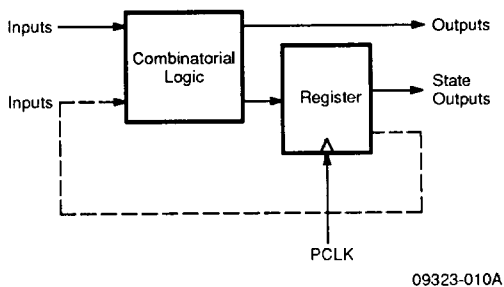 Inputs
Combinatorial
Logic
Outputs
Inputs
Register
State
Outputs
PCLK
09323-010A